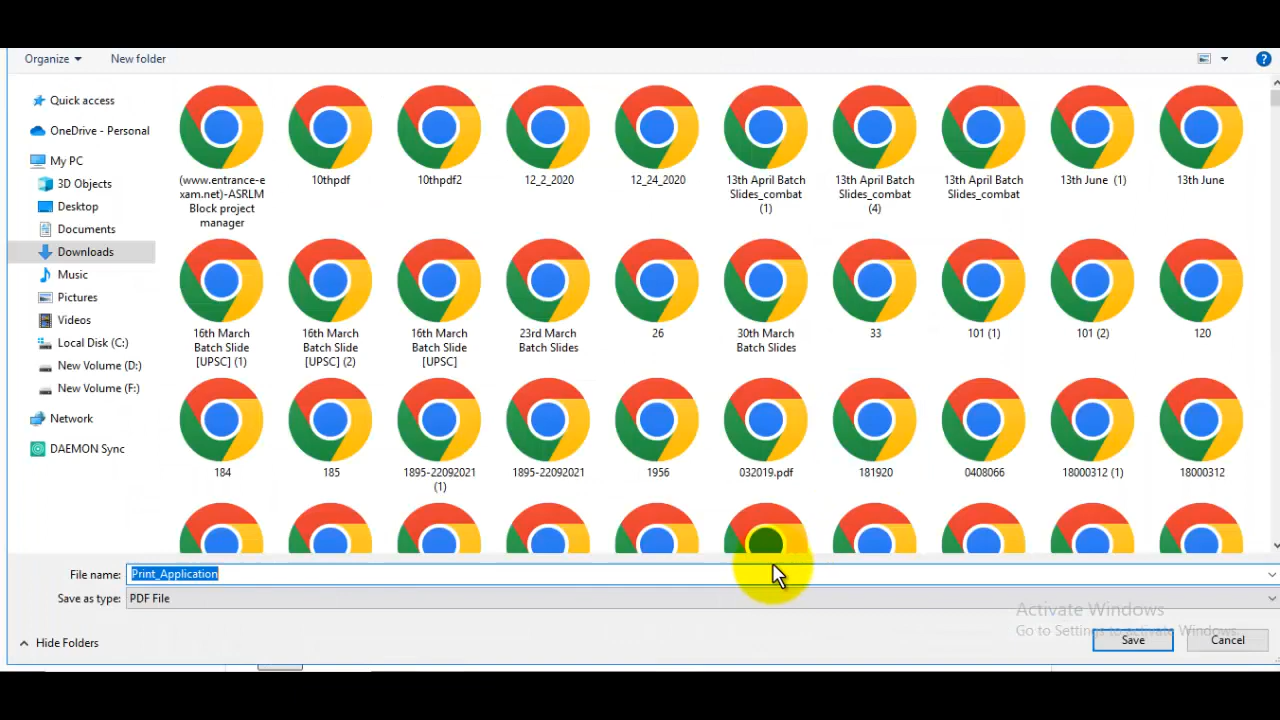 Organize
New folder
Quick access
OneDrive - Personal
My PC
3D Objects
Desktop
Documents
Downloads
Music
Pictures
Videos
Local Disk (C:)
New Volume (D:)
New Volume (F:)
Network
DAEMON Sync
(www.entrance-e
xam.net)-ASRLM
Block project
manager
10thpdf
10thpdf2
12_2_2020
12_24_2020
13th April Batch
Slides_combat
(1)
13th April Batch
Slides_combat
(4)
13th April Batch
Slides_combat
13th June (1)
13th June
16th March
Batch Slide
[UPSC] (1)
16th March
Batch Slide
[UPSC] (2)
16th March
Batch Slide
[UPSC]
23rd March
Batch Slides
26
30th March
Batch Slides
33
101 (1)
101 (2)
120
184
185
1895-22092021
(1)
1895-22092021
1956
032019.pdf
181920
0408066
18000312 (1)
18000312
File name: Print_Application
Save as type: PDF File
Activate Windows
Go to Settings to activate Windows.
Hide Folders
Save
Cancel